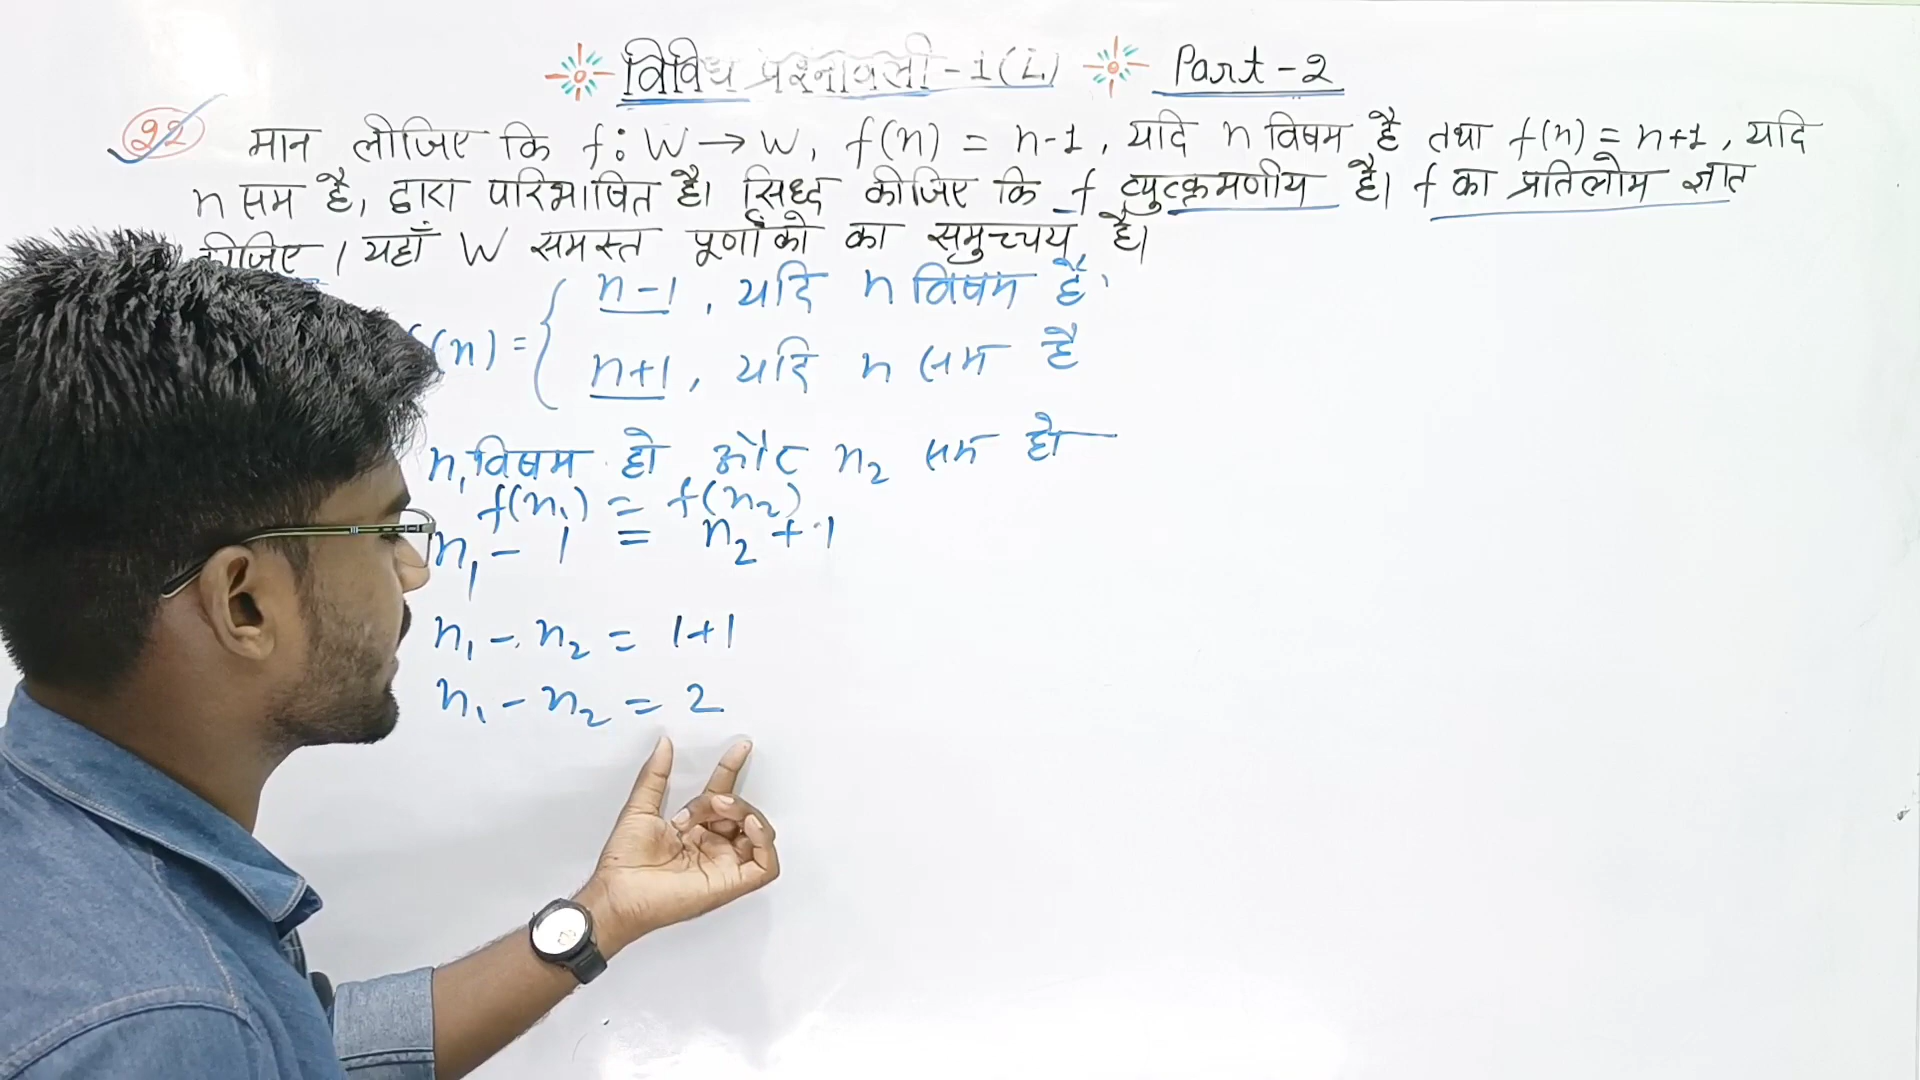 विविध प्रश्नावली-1(L) Part-2
22 मान लीजिए कि f: W→W, f(n) = n-1, यदि n विषम है तथा f(n) = n+1, यदि
n सम है, द्वारा परिभाषित है। सिध्द कीजिए कि f व्युत्क्रमणीय है। f का प्रतिलोम ज्ञात
कीजिए । यहाँ W समस्त पूर्णांको का समुच्चय है।
(n) = { n-1, यदि n विषम है
n+1, यदि n सम है
n₁ विषम हो और n₂ सम हो
f(n₁) = f(n₂)
n₁ - 1 = n₂ + 1
n₁ - n₂ = 1+1
n₁ - n₂ = 2